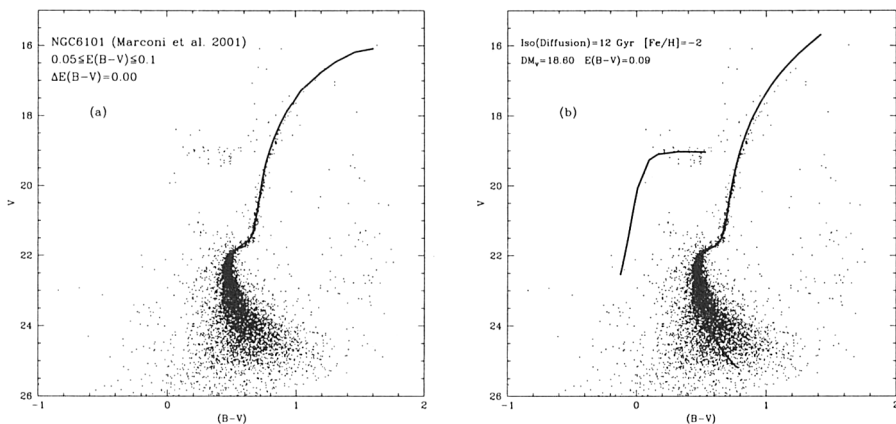 NGC6101 (Marconi et al. 2001)
0.05≤E(B−V)≤0.1
ΔE(B−V)=0.00
(a)
16
18
20
22
24
26
V
−1
0
1
2
(B−V)
Iso(Diffusion)=12 Gyr [Fe/H]=−2
DMᵥ=18.60 E(B−V)=0.09
(b)
16
18
20
22
24
26
V
−1
0
1
2
(B−V)